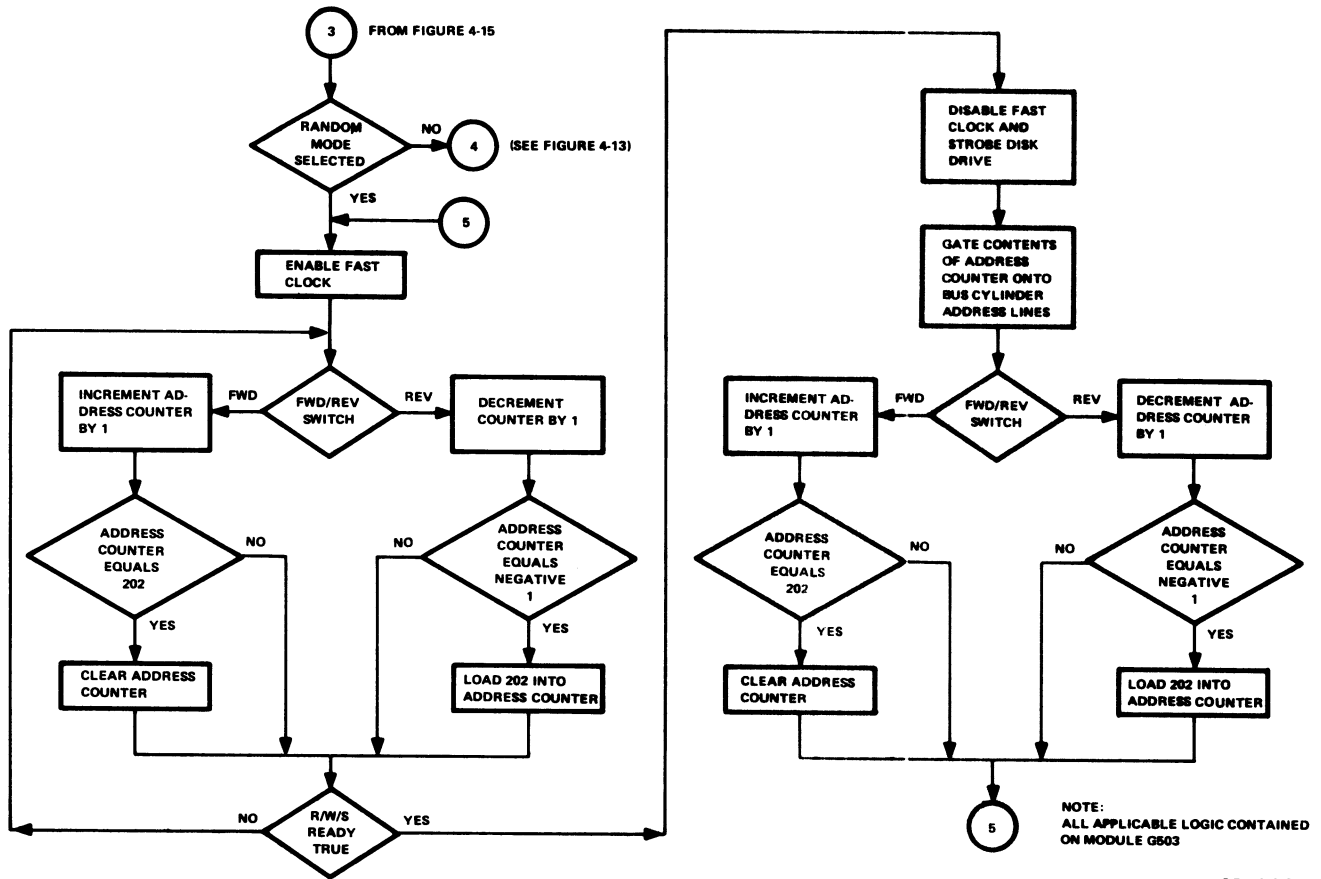 3
FROM FIGURE 4-15
RANDOM
MODE
SELECTED
NO
4
(SEE FIGURE 4-13)
YES
5
ENABLE FAST
CLOCK
FWD/REV
SWITCH
FWD
REV
INCREMENT AD-
DRESS COUNTER
BY 1
DECREMENT
COUNTER BY 1
ADDRESS
COUNTER
EQUALS
202
NO
YES
ADDRESS
COUNTER
EQUALS
NEGATIVE
1
NO
YES
CLEAR ADDRESS
COUNTER
LOAD 202 INTO
ADDRESS COUNTER
R/W/S
READY
TRUE
NO
YES
DISABLE FAST
CLOCK AND
STROBE DISK
DRIVE
GATE CONTENTS
OF ADDRESS
COUNTER ONTO
BUS CYLINDER
ADDRESS LINES
FWD/REV
SWITCH
FWD
REV
INCREMENT AD-
DRESS COUNTER
BY 1
DECREMENT AD-
DRESS COUNTER
BY 1
ADDRESS
COUNTER
EQUALS
202
NO
YES
ADDRESS
COUNTER
EQUALS
NEGATIVE
1
NO
YES
CLEAR ADDRESS
COUNTER
LOAD 202 INTO
ADDRESS COUNTER
5
NOTE:
ALL APPLICABLE LOGIC CONTAINED
ON MODULE G503